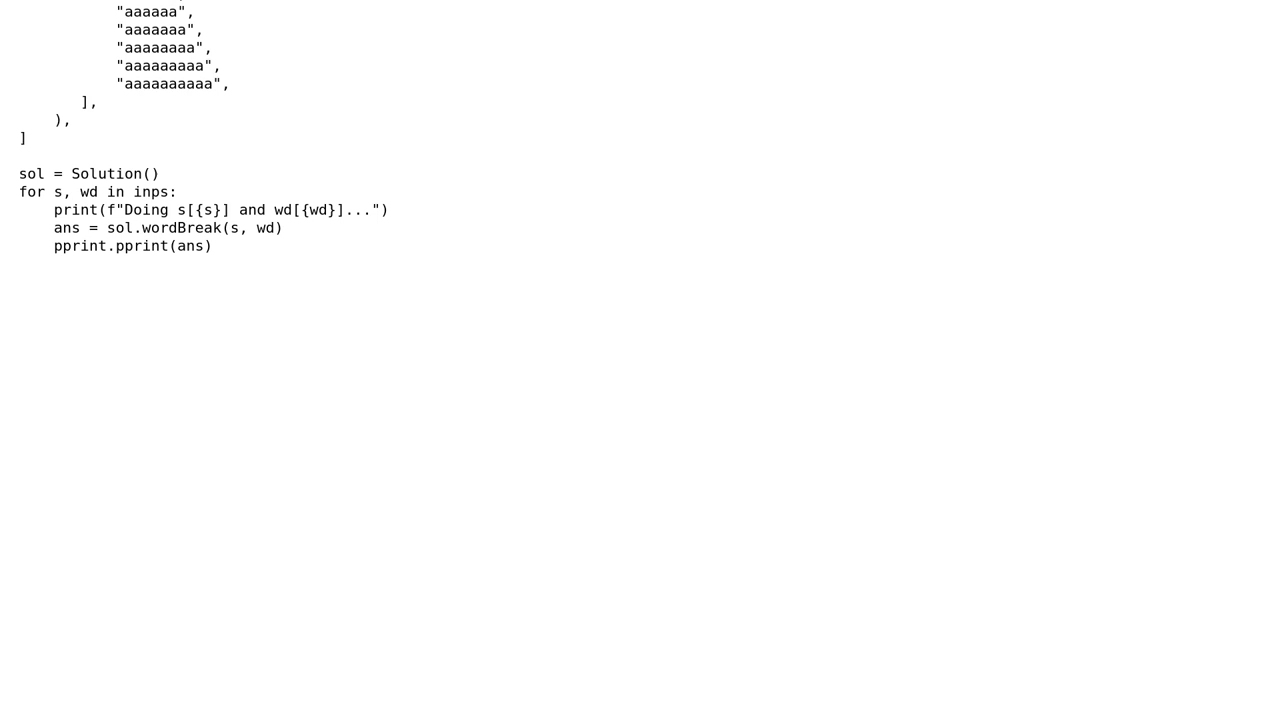 "aaaaaa",
"aaaaaaa",
"aaaaaaaa",
"aaaaaaaaa",
"aaaaaaaaaa",
],
),
]
sol = Solution()
for s, wd in inps:
print(f"Doing s[{s}] and wd[{wd}]...")
ans = sol.wordBreak(s, wd)
pprint.pprint(ans)